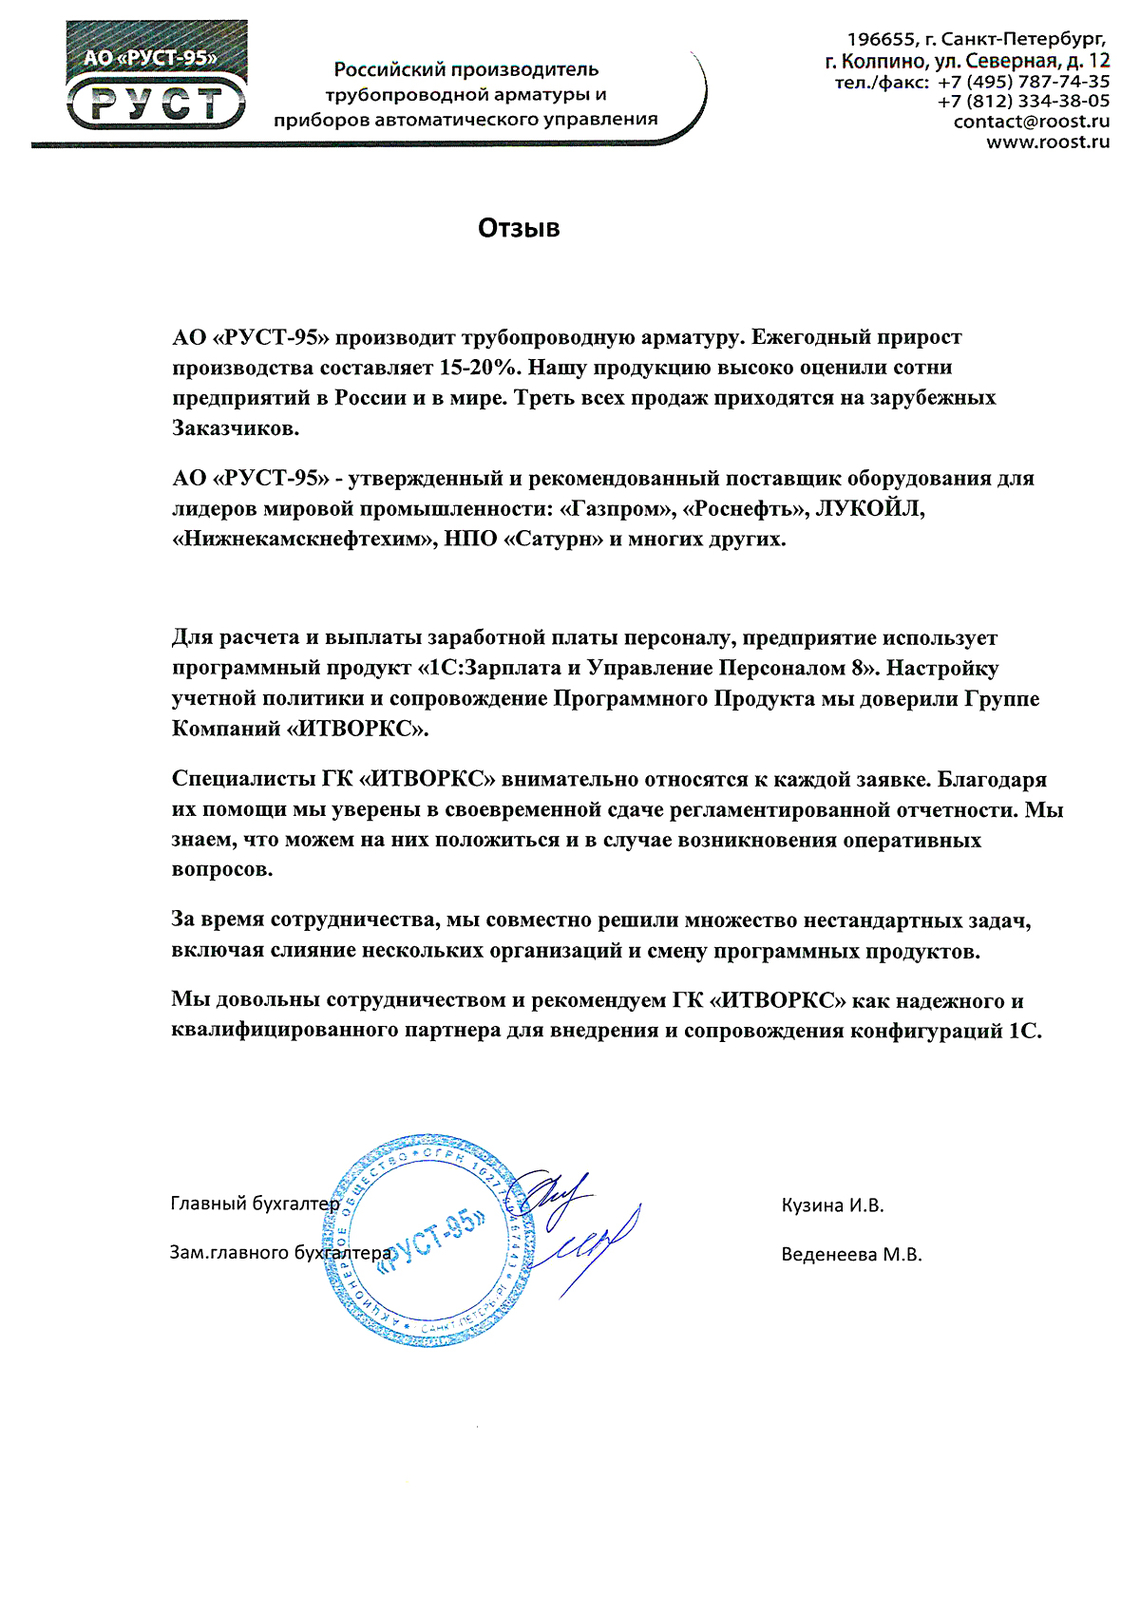 АО «РУСТ-95»
РУСТ
Российский производитель
трубопроводной арматуры и
приборов автоматического управления
196655, г. Санкт-Петербург,
г. Колпино, ул. Северная, д. 12
тел./факс: +7 (495) 787-74-35
+7 (812) 334-38-05
contact@roost.ru
www.roost.ru
Отзыв
АО «РУСТ-95» производит трубопроводную арматуру. Ежегодный прирост
производства составляет 15-20%. Нашу продукцию высоко оценили сотни
предприятий в России и в мире. Треть всех продаж приходятся на зарубежных
Заказчиков.
АО «РУСТ-95» - утвержденный и рекомендованный поставщик оборудования для
лидеров мировой промышленности: «Газпром», «Роснефть», ЛУКОЙЛ,
«Нижнекамскнефтехим», НПО «Сатурн» и многих других.
Для расчета и выплаты заработной платы персоналу, предприятие использует
программный продукт «1С:Зарплата и Управление Персоналом 8». Настройку
учетной политики и сопровождение Программного Продукта мы доверили Группе
Компаний «ИТВОРКС».
Специалисты ГК «ИТВОРКС» внимательно относятся к каждой заявке. Благодаря
их помощи мы уверены в своевременной сдаче регламентированной отчетности. Мы
знаем, что можем на них положиться и в случае возникновения оперативных
вопросов.
За время сотрудничества, мы совместно решили множество нестандартных задач,
включая слияние нескольких организаций и смену программных продуктов.
Мы довольны сотрудничеством и рекомендуем ГК «ИТВОРКС» как надежного и
квалифицированного партнера для внедрения и сопровождения конфигураций 1С.
Главный бухгалтер
Кузина И.В.
Зам.главного бухгалтера
Веденеева М.В.
АКЦИОНЕРНОЕ ОБЩЕСТВО * ОГРН
САНКТ-ПЕТЕРБУРГ
«РУСТ-95»